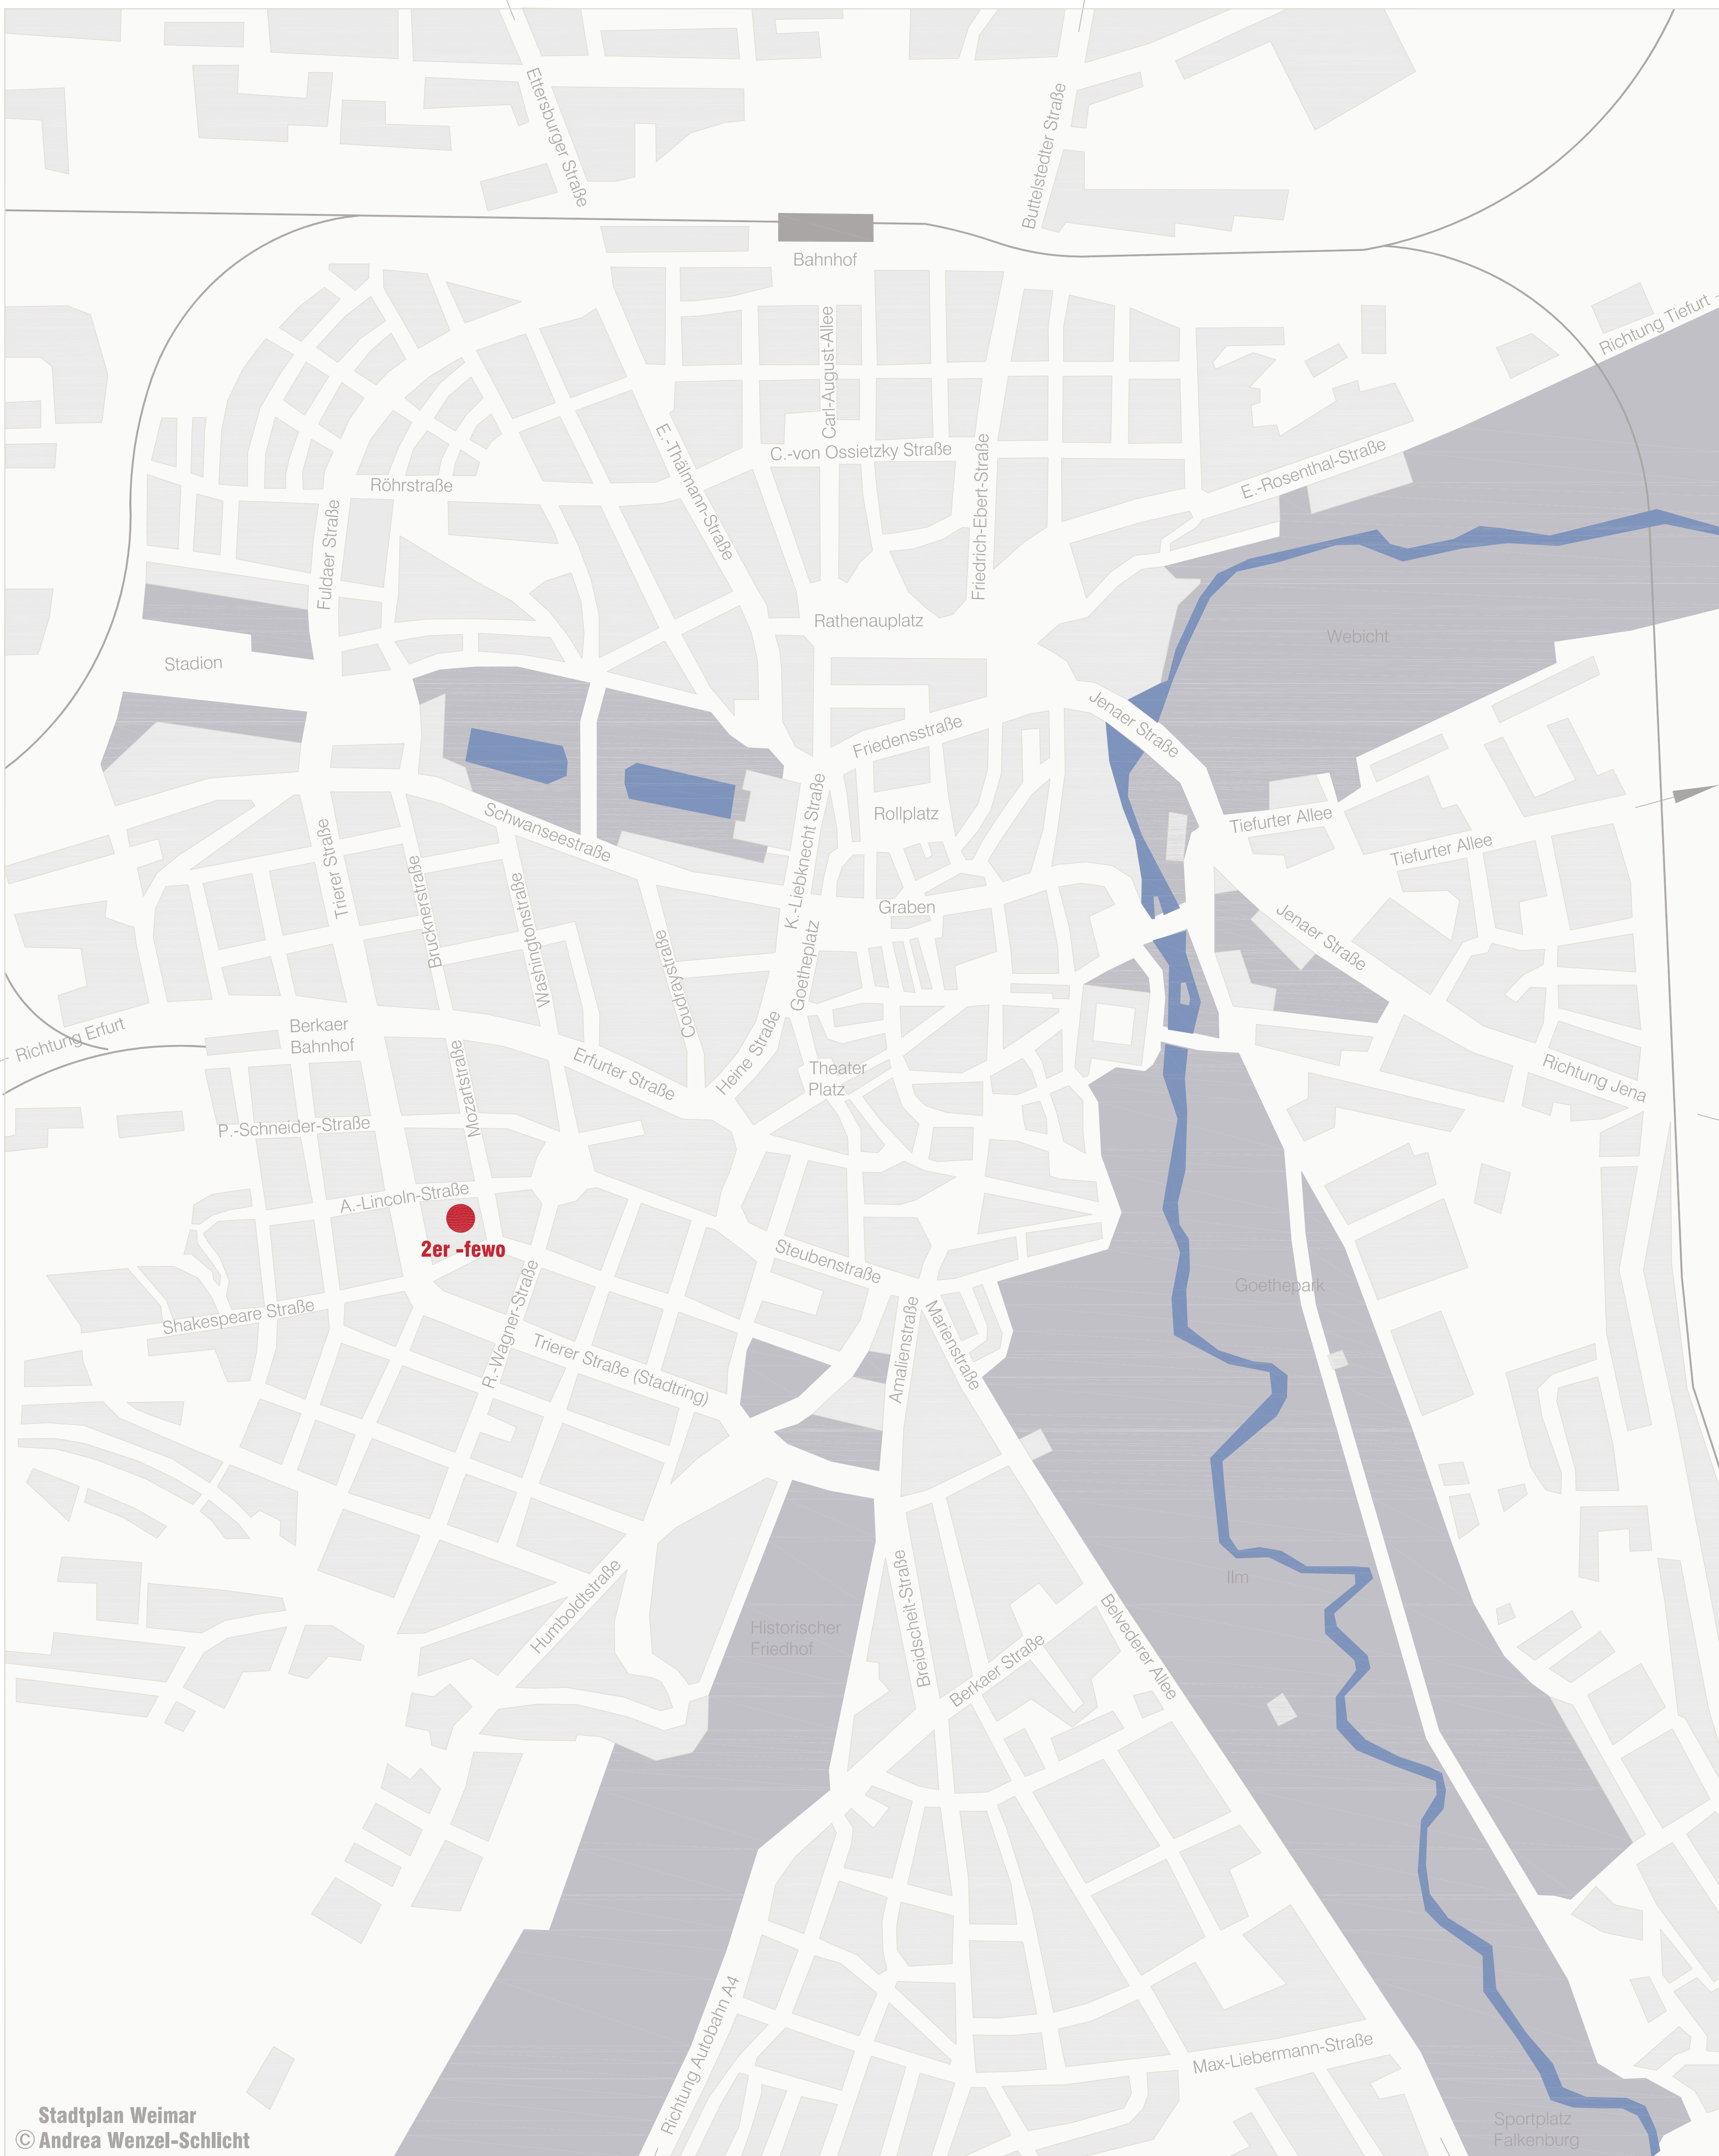 Ettersburger Straße
Buttelstedter Straße
Bahnhof
Richtung Tiefurt
Carl-August-Allee
E.-Thälmann-Straße
C.-von Ossietzky Straße
Friedrich-Ebert-Straße
E.-Rosenthal-Straße
Röhrstraße
Fuldaer Straße
Rathenauplatz
Webicht
Stadion
Jenaer Straße
Friedensstraße
Schwanseestraße
K.-Liebknecht Straße
Rollplatz
Tiefurter Allee
Tiefurter Allee
Trierer Straße
Brucknerstraße
Washingtonstraße
Coudraystraße
Goetheplatz
Graben
Jenaer Straße
Richtung Erfurt
Berkaer
Bahnhof
Mozartstraße
Erfurter Straße
Heine Straße
Theater
Platz
Richtung Jena
P.-Schneider-Straße
A.-Lincoln-Straße
2er -fewo
Steubenstraße
Goethepark
Shakespeare Straße
R.-Wagner-Straße
Trierer Straße (Stadtring)
Amalienstraße
Marienstraße
Humboldtstraße
Ilm
Historischer
Friedhof
Breidscheit-Straße
Berkaer Straße
Belvederer Allee
Richtung Autobahn A4
Max-Liebermann-Straße
Sportplatz
Falkenburg
Stadtplan Weimar
© Andrea Wenzel-Schlicht